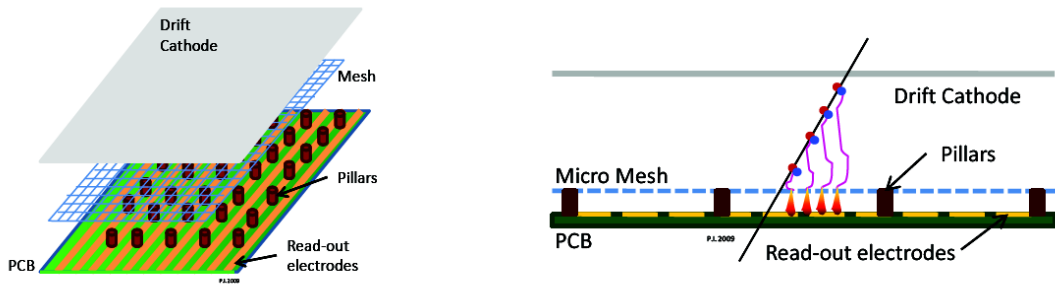 Drift
Cathode
Mesh
Pillars
Read-out
electrodes
PCB
P.I. 2009
Drift Cathode
Pillars
Micro Mesh
PCB
P.I. 2009
Read-out electrodes